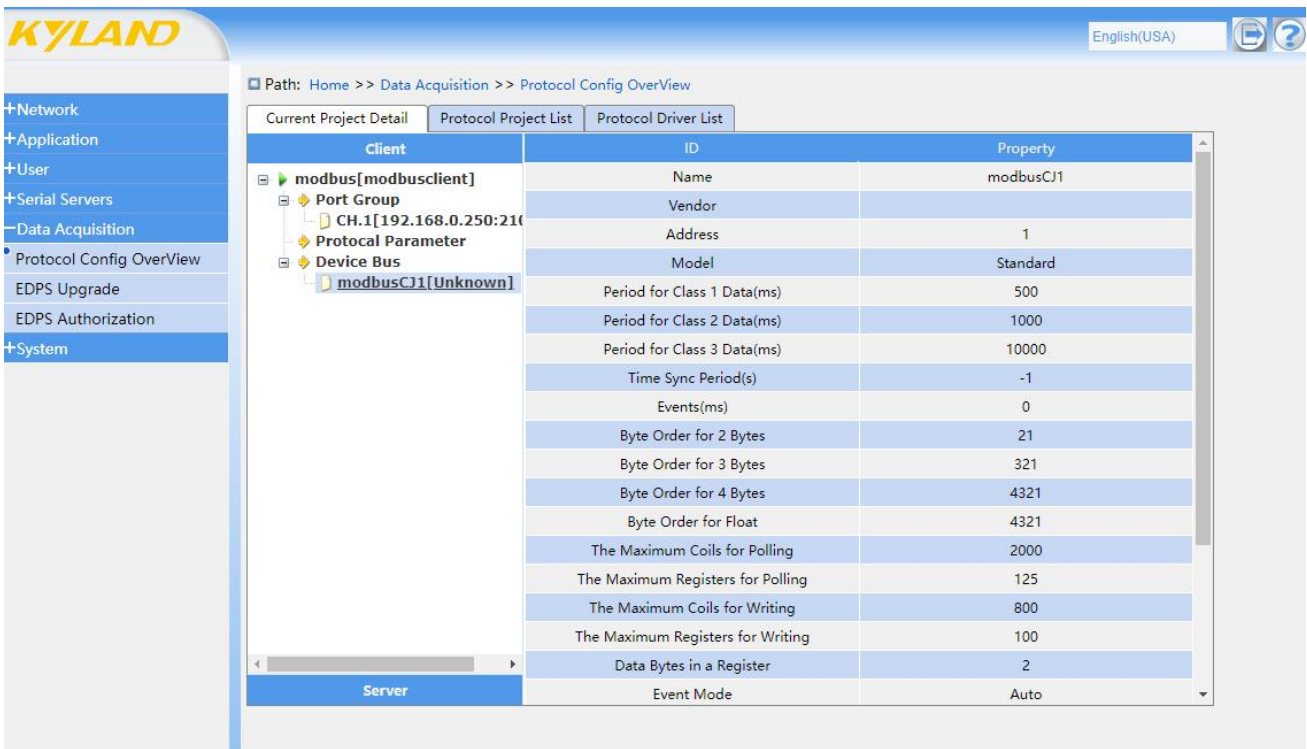 KYLAND
English(USA)
Path: Home >> Data Acquisition >> Protocol Config OverView
+Network
+Application
+User
+Serial Servers
−Data Acquisition
Protocol Config OverView
EDPS Upgrade
EDPS Authorization
+System
Current Project Detail Protocol Project List Protocol Driver List
Client
modbus[modbusclient]
Port Group
CH.1[192.168.0.250:210
Protocal Parameter
Device Bus
modbusCJ1[Unknown]
Server
ID Property
Name modbusCJ1
Vendor
Address 1
Model Standard
Period for Class 1 Data(ms) 500
Period for Class 2 Data(ms) 1000
Period for Class 3 Data(ms) 10000
Time Sync Period(s) -1
Events(ms) 0
Byte Order for 2 Bytes 21
Byte Order for 3 Bytes 321
Byte Order for 4 Bytes 4321
Byte Order for Float 4321
The Maximum Coils for Polling 2000
The Maximum Registers for Polling 125
The Maximum Coils for Writing 800
The Maximum Registers for Writing 100
Data Bytes in a Register 2
Event Mode Auto